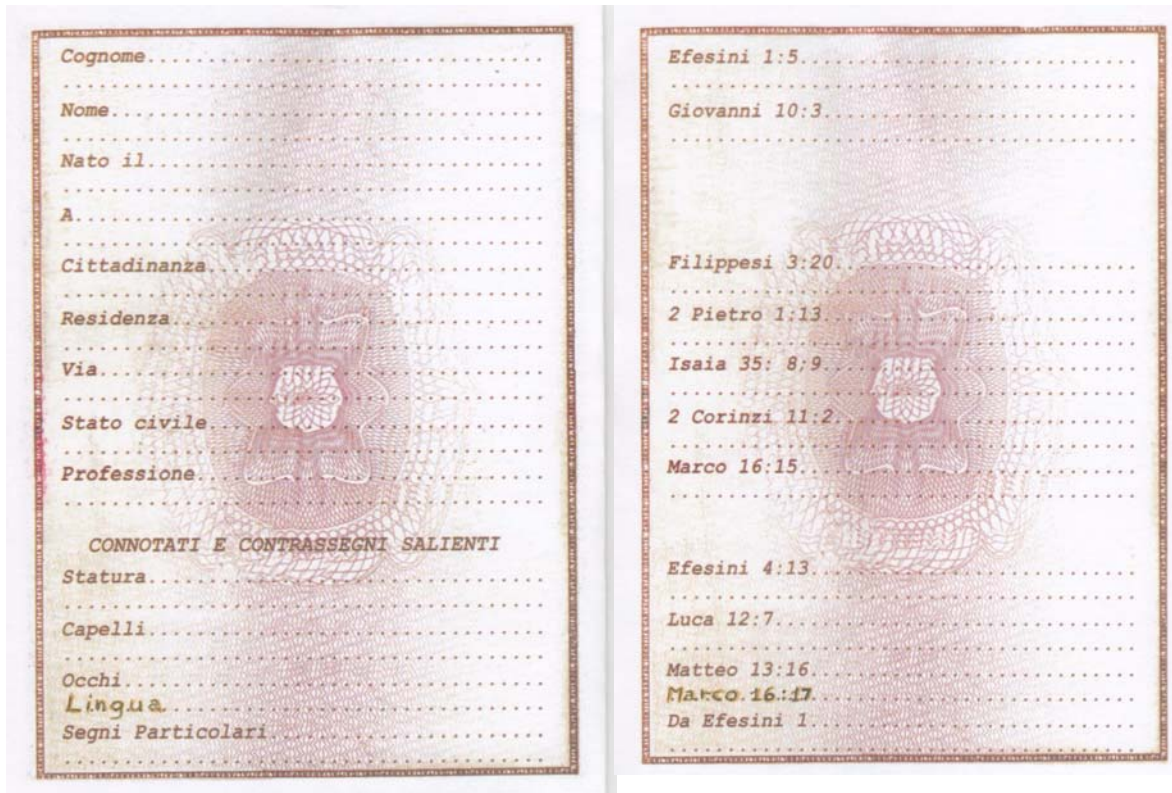 Cognome
Nome
Nato il
A
Cittadinanza
Residenza
Via
Stato civile
Professione
CONNOTATI E CONTRASSEGNI SALIENTI
Statura
Capelli
Occhi
Lingua
Segni Particolari
Efesini 1:5
Giovanni 10:3
Filippesi 3:20
2 Pietro 1:13
Isaia 35: 8;9
2 Corinzi 11:2
Marco 16:15
Efesini 4:13
Luca 12:7
Matteo 13:16
Marco 16:17
Da Efesini 1